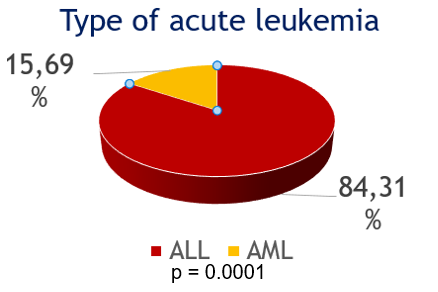 Type of acute leukemia
15,69
%
84,31
%
ALL AML
p = 0.0001